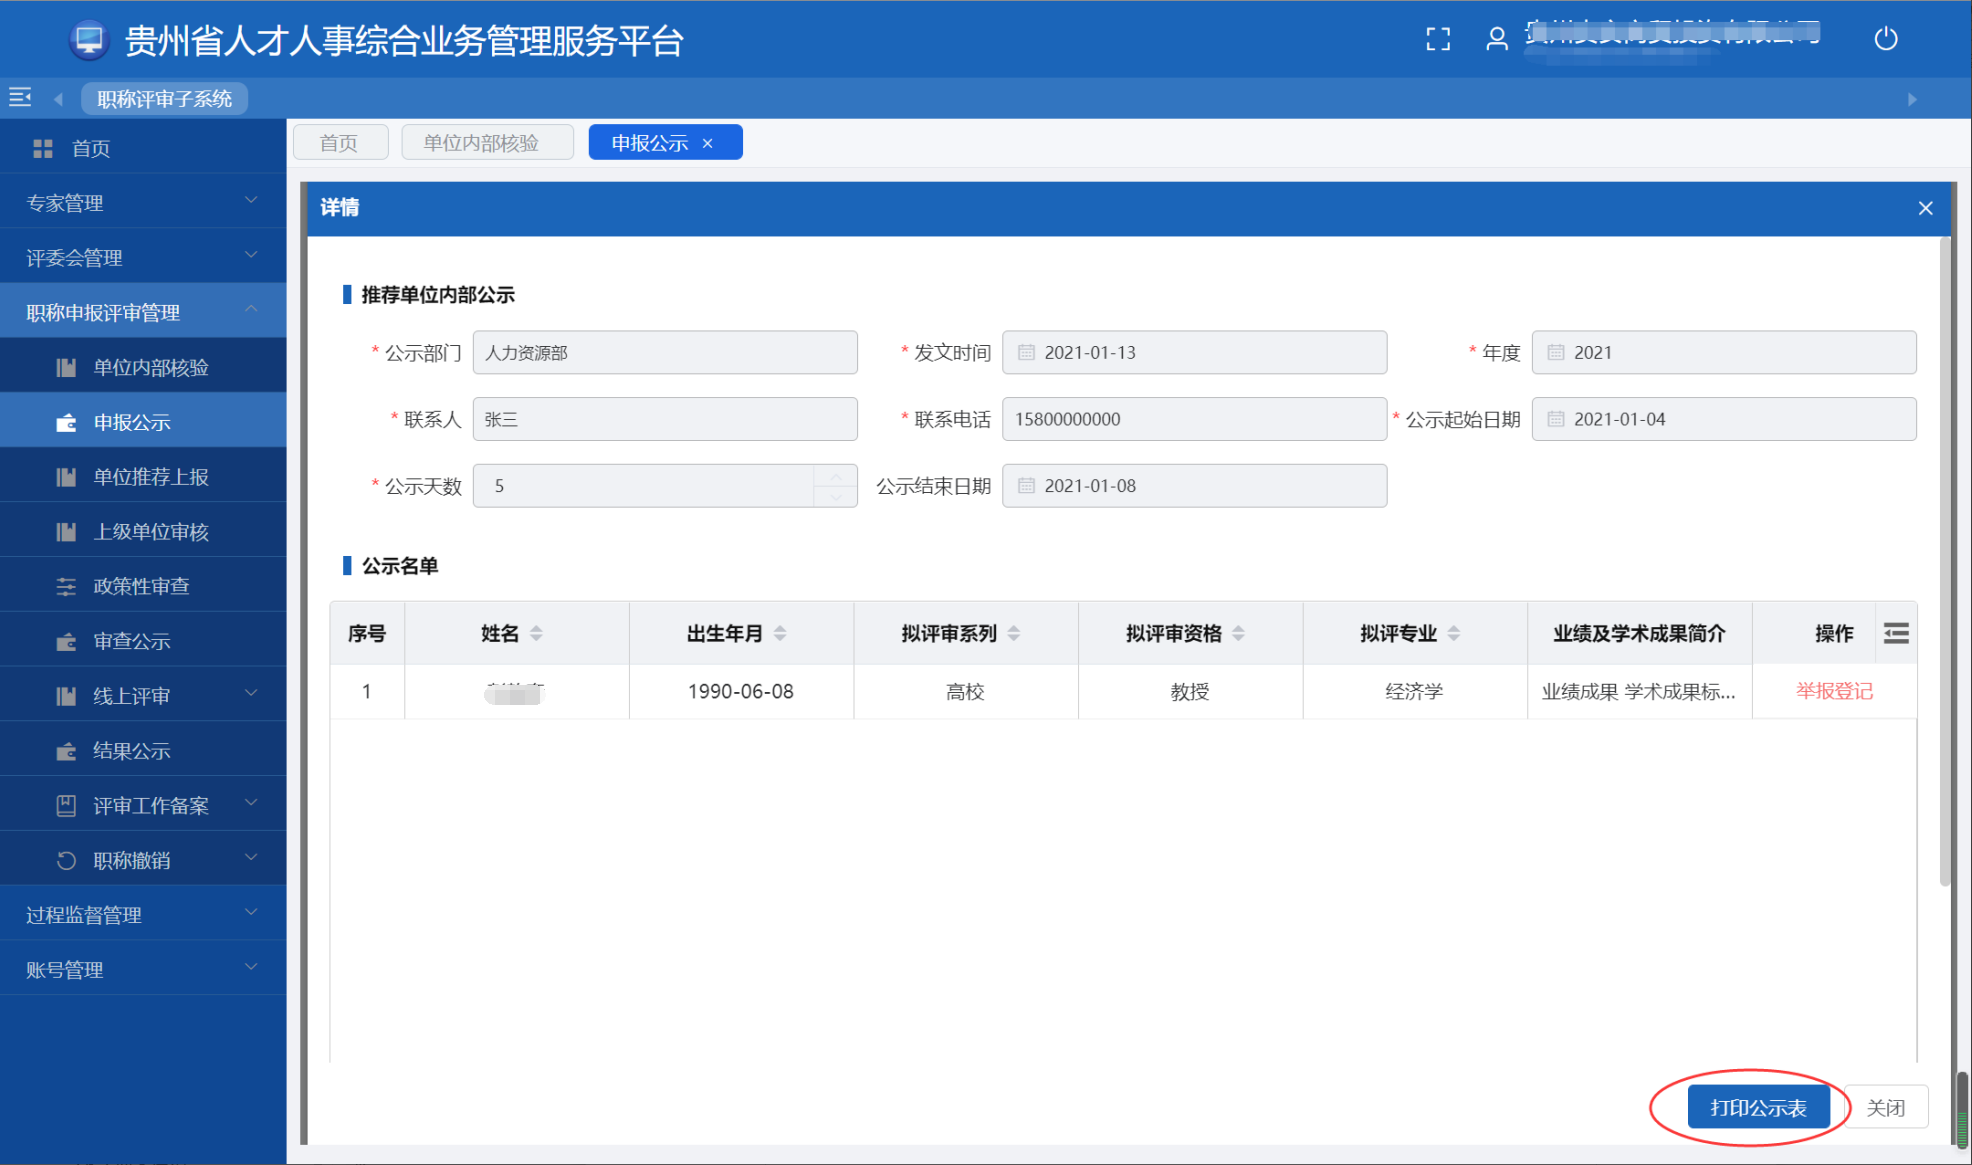 贵州省人才人事综合业务管理服务平台
职称评审子系统
首页
专家管理
评委会管理
职称申报评审管理
单位内部核验
申报公示
单位推荐上报
上级单位审核
政策性审查
审查公示
线上评审
结果公示
评审工作备案
职称撤销
过程监督管理
账号管理
首页 单位内部核验 申报公示 ×
详情 ×
推荐单位内部公示
* 公示部门 人力资源部 * 发文时间 2021-01-13 * 年度 2021
* 联系人 张三 * 联系电话 15800000000 * 公示起始日期 2021-01-04
* 公示天数 5 公示结束日期 2021-01-08
公示名单
序号 姓名 出生年月 拟评审系列 拟评审资格 拟评专业 业绩及学术成果简介 操作
1 1990-06-08 高校 教授 经济学 业绩成果 学术成果标... 举报登记
打印公示表 关闭